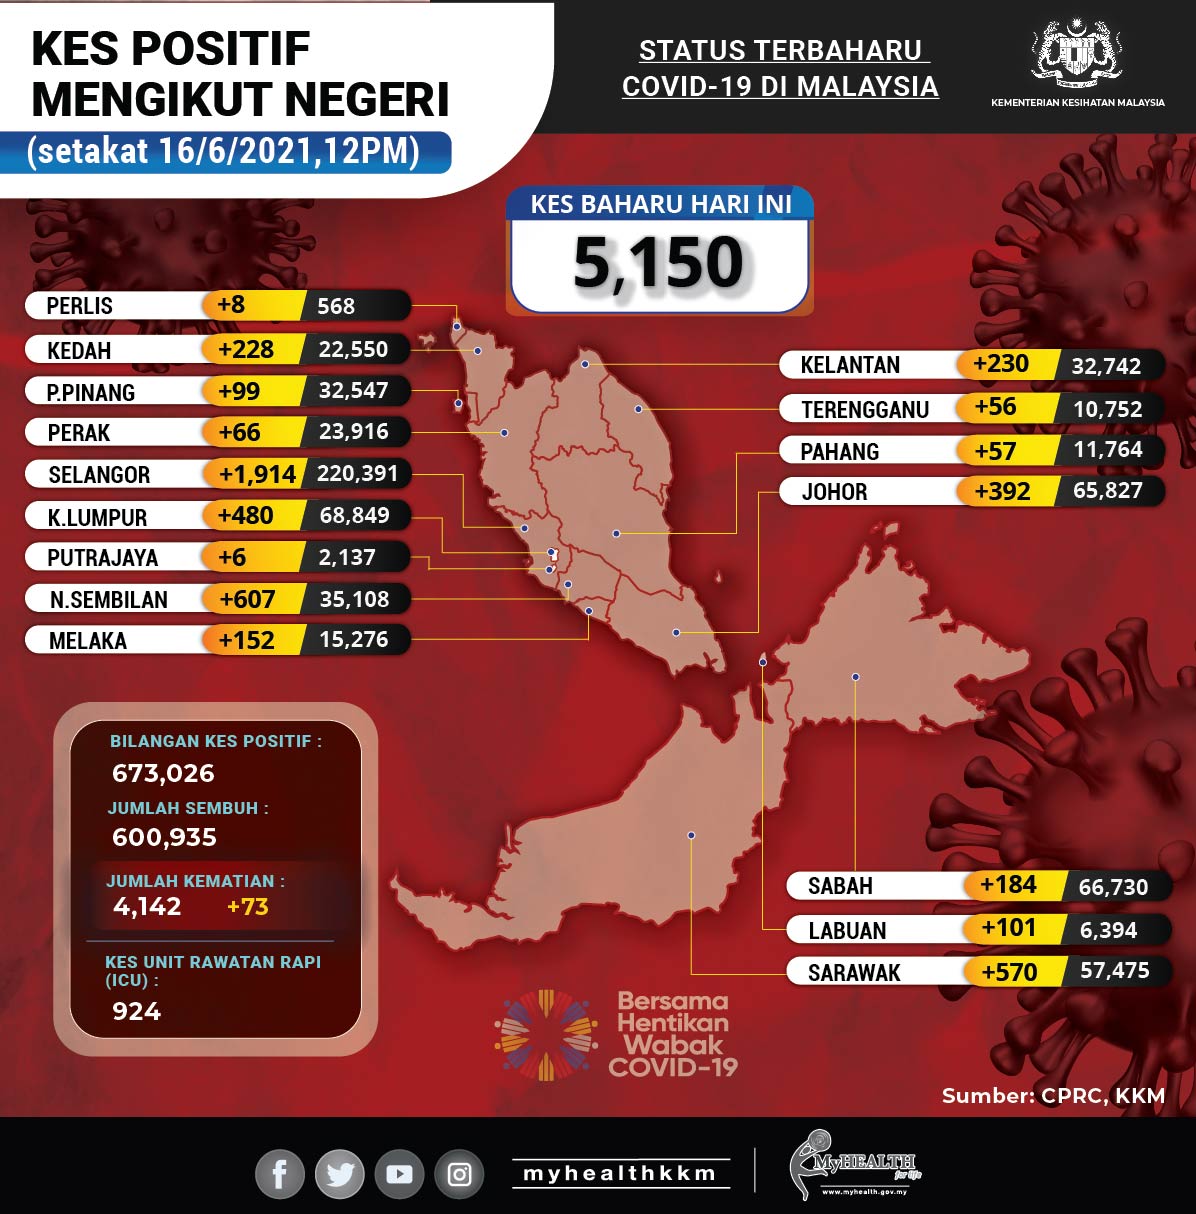 KES POSITIF
MENGIKUT NEGERI
(setakat 16/6/2021,12PM)
STATUS TERBAHARU
COVID-19 DI MALAYSIA
KEMENTERIAN KESIHATAN MALAYSIA
KES BAHARU HARI INI
5,150
PERLIS +8 568
KEDAH +228 22,550
P.PINANG +99 32,547
PERAK +66 23,916
SELANGOR +1,914 220,391
K.LUMPUR +480 68,849
PUTRAJAYA +6 2,137
N.SEMBILAN +607 35,108
MELAKA +152 15,276
KELANTAN +230 32,742
TERENGGANU +56 10,752
PAHANG +57 11,764
JOHOR +392 65,827
BILANGAN KES POSITIF :
673,026
JUMLAH SEMBUH :
600,935
JUMLAH KEMATIAN :
4,142 +73
KES UNIT RAWATAN RAPI
(ICU) :
924
SABAH +184 66,730
LABUAN +101 6,394
SARAWAK +570 57,475
Bersama
Hentikan
Wabak
COVID-19
Sumber: CPRC, KKM
myhealthkkm
MyHEALTH
for life
www.myhealth.gov.my